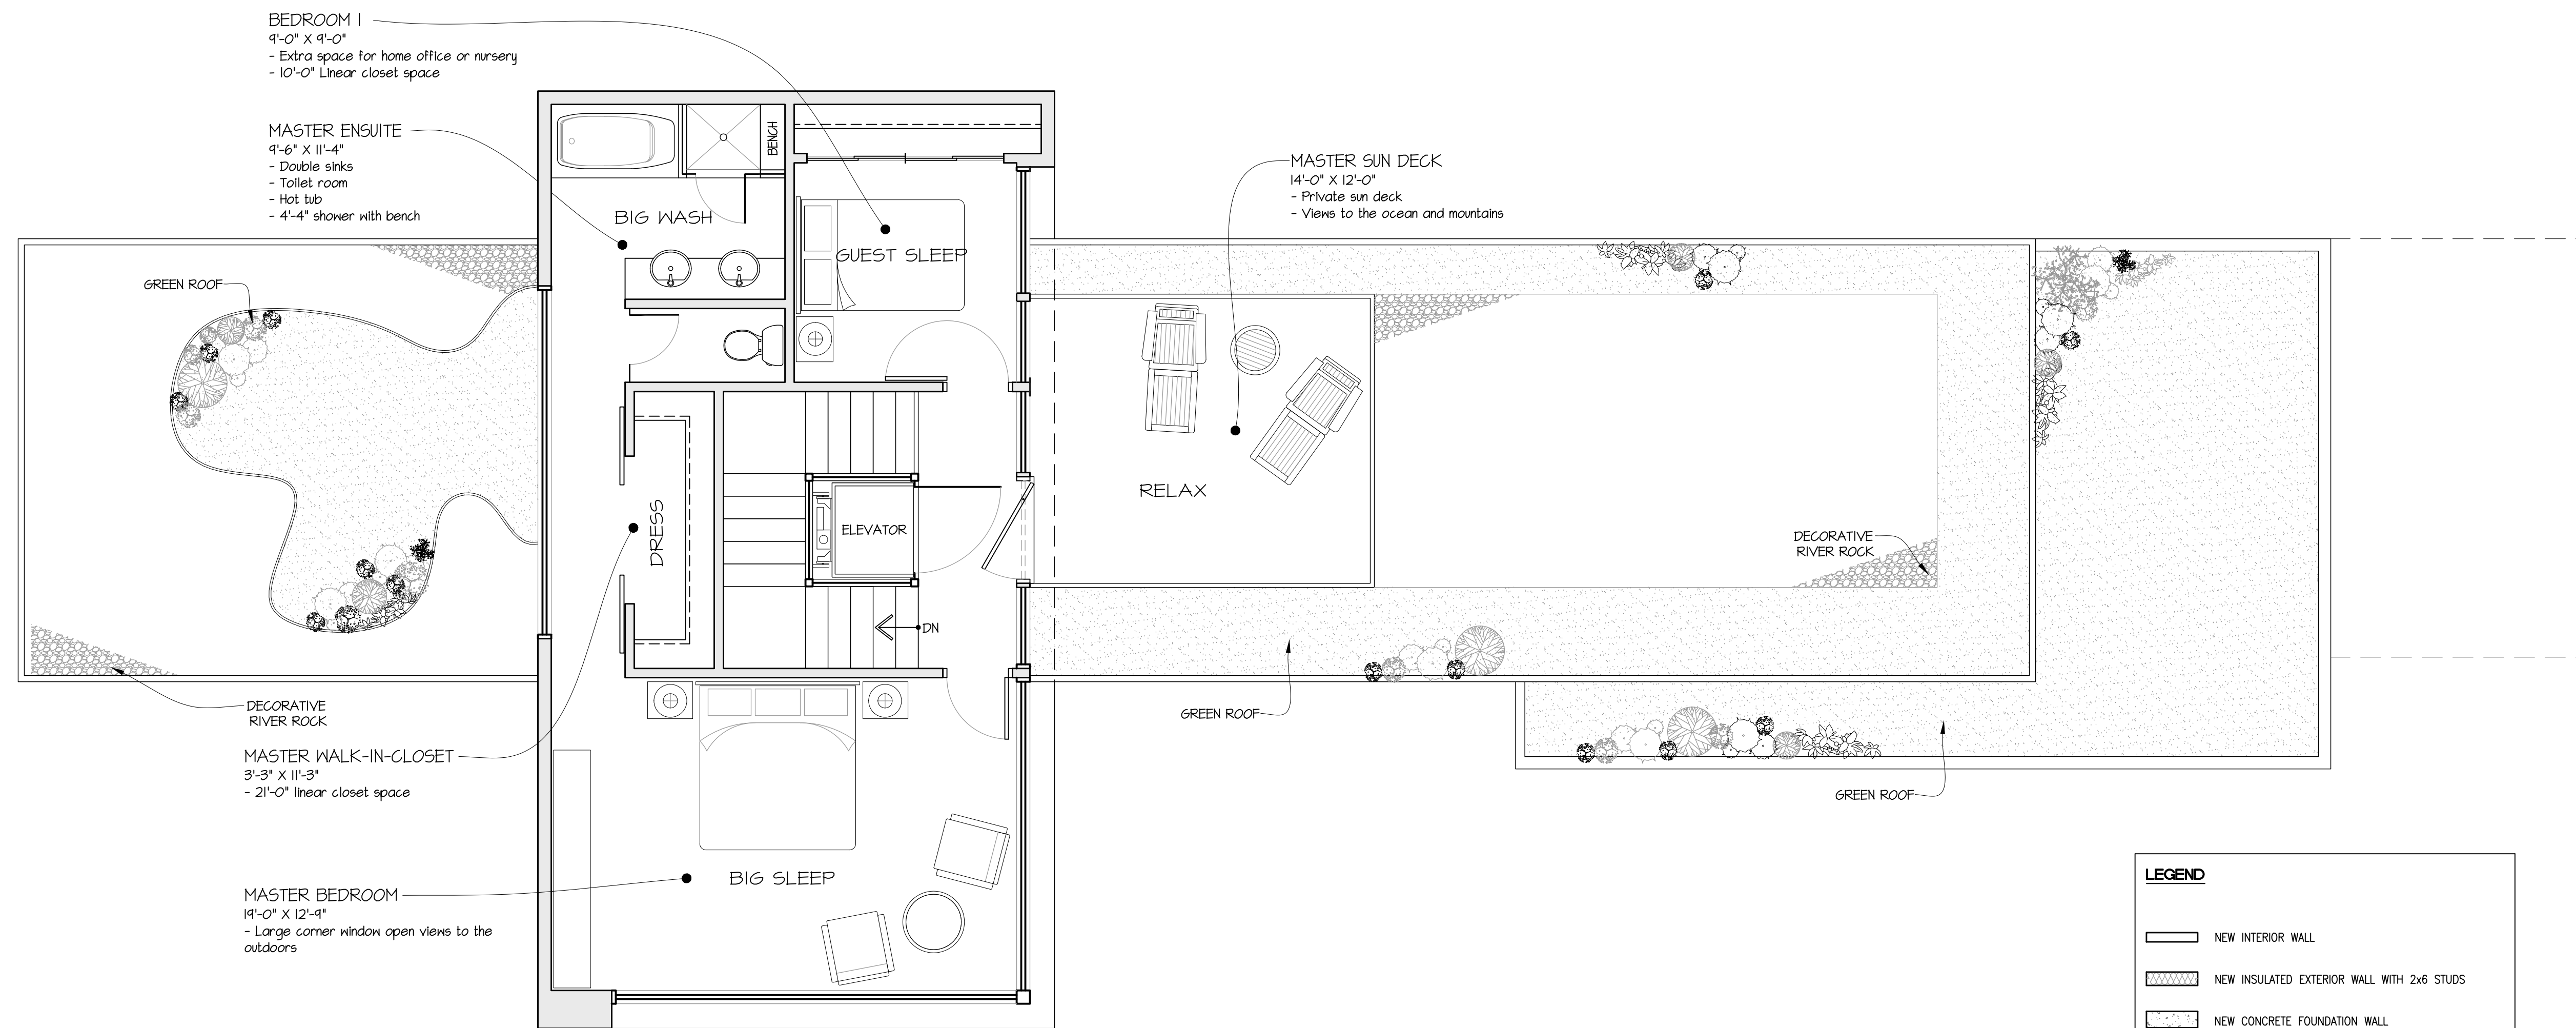 BEDROOM 1
9'-0" X 9'-0"
- Extra space for home office or nursery
- 10'-0" Linear closet space
MASTER ENSUITE
9'-6" X 11'-4"
- Double sinks
- Toilet room
- Hot tub
- 4'-4" shower with bench
BENCH
BIG WASH
GUEST SLEEP
MASTER SUN DECK
14'-0" X 12'-0"
- Private sun deck
- Views to the ocean and mountains
GREEN ROOF
DRESS
ELEVATOR
RELAX
DN
DECORATIVE
RIVER ROCK
DECORATIVE
RIVER ROCK
GREEN ROOF
GREEN ROOF
MASTER WALK-IN-CLOSET
3'-3" X 11'-3"
- 21'-0" linear closet space
MASTER BEDROOM
19'-0" X 12'-9"
- Large corner window open views to the
outdoors
BIG SLEEP
LEGEND
NEW INTERIOR WALL
NEW INSULATED EXTERIOR WALL WITH 2x6 STUDS
NEW CONCRETE FOUNDATION WALL